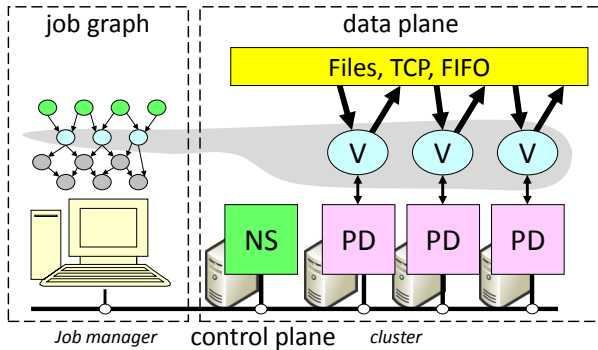 job graph
data plane
Files, TCP, FIFO
V
V
V
NS
PD
PD
PD
Job manager
control plane
cluster